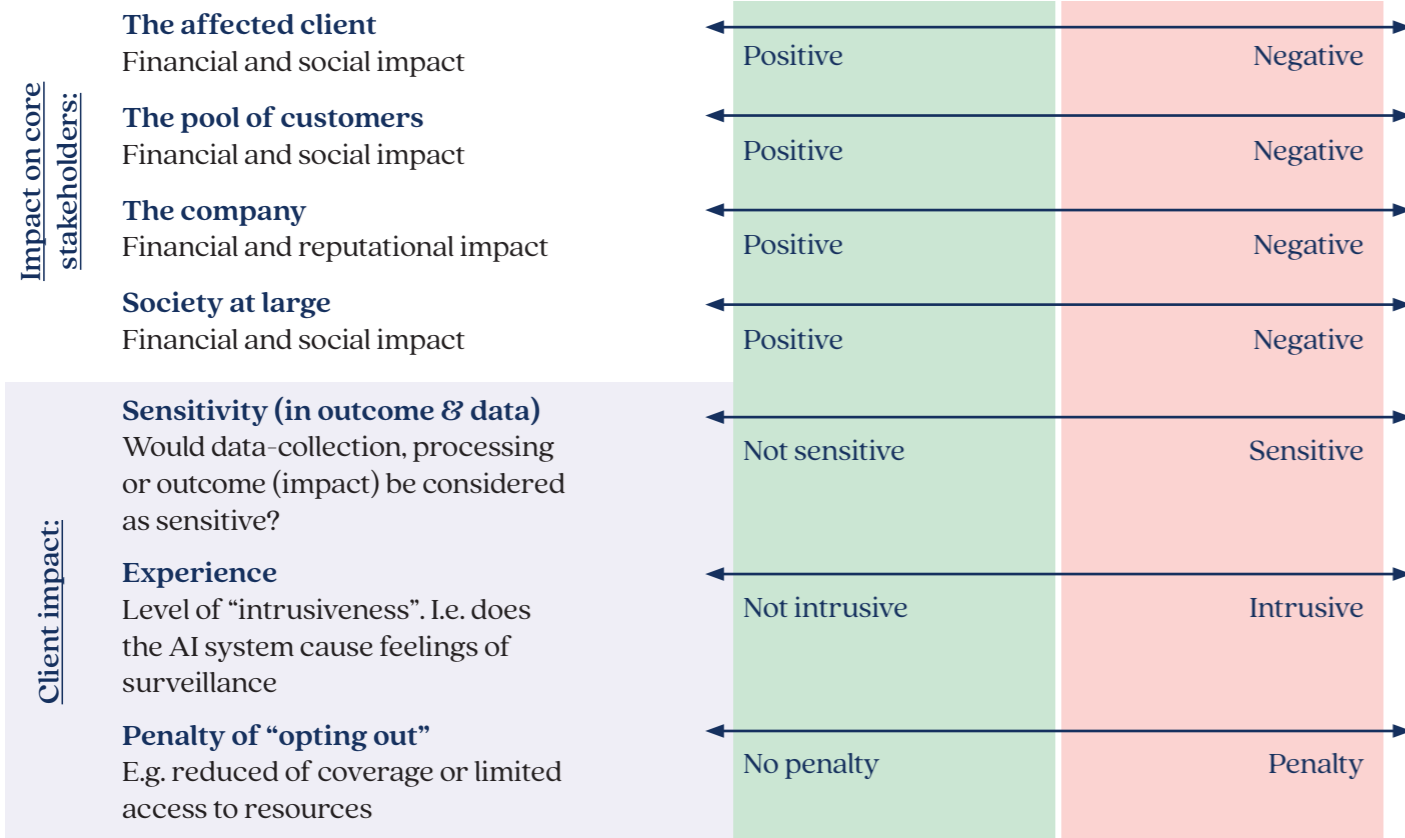 Impact on core
stakeholders:
The affected client
Financial and social impact
Positive
Negative
The pool of customers
Financial and social impact
Positive
Negative
The company
Financial and reputational impact
Positive
Negative
Society at large
Financial and social impact
Positive
Negative
Client impact:
Sensitivity (in outcome & data)
Would data-collection, processing
or outcome (impact) be considered
as sensitive?
Not sensitive
Sensitive
Experience
Level of “intrusiveness”. I.e. does
the AI system cause feelings of
surveillance
Not intrusive
Intrusive
Penalty of “opting out”
E.g. reduced of coverage or limited
access to resources
No penalty
Penalty